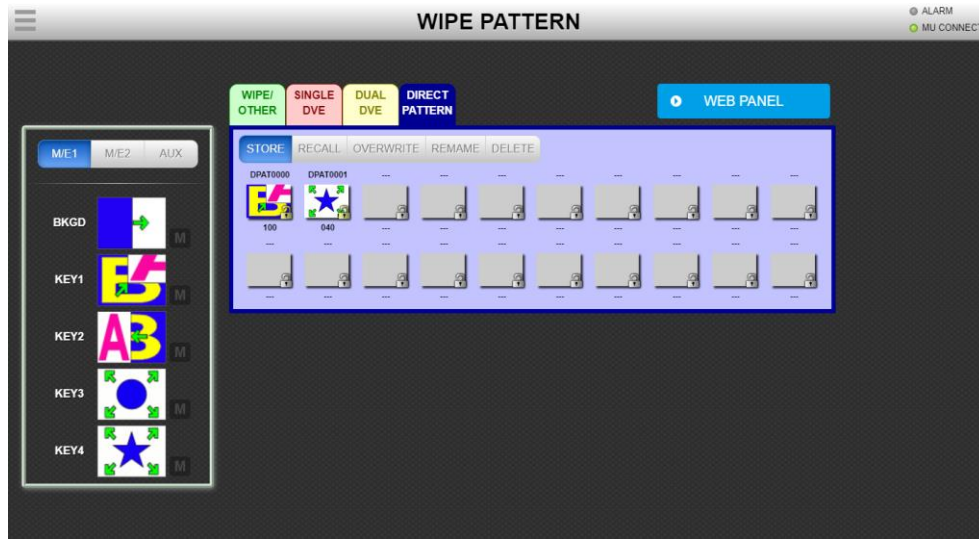 WIPE PATTERN
ALARM
MU CONNECT
WIPE/ OTHER
SINGLE DVE
DUAL DVE
DIRECT PATTERN
WEB PANEL
M/E1 M/E2 AUX
STORE RECALL OVERWRITE REMAME DELETE
DPAT0000 DPAT0001 --- --- --- --- --- --- --- ---
100 040 --- --- --- --- --- --- --- ---
--- --- --- --- --- --- --- --- --- ---
--- --- --- --- --- --- --- --- --- ---
BKGD M
KEY1 M
KEY2 AB M
KEY3 M
KEY4 M